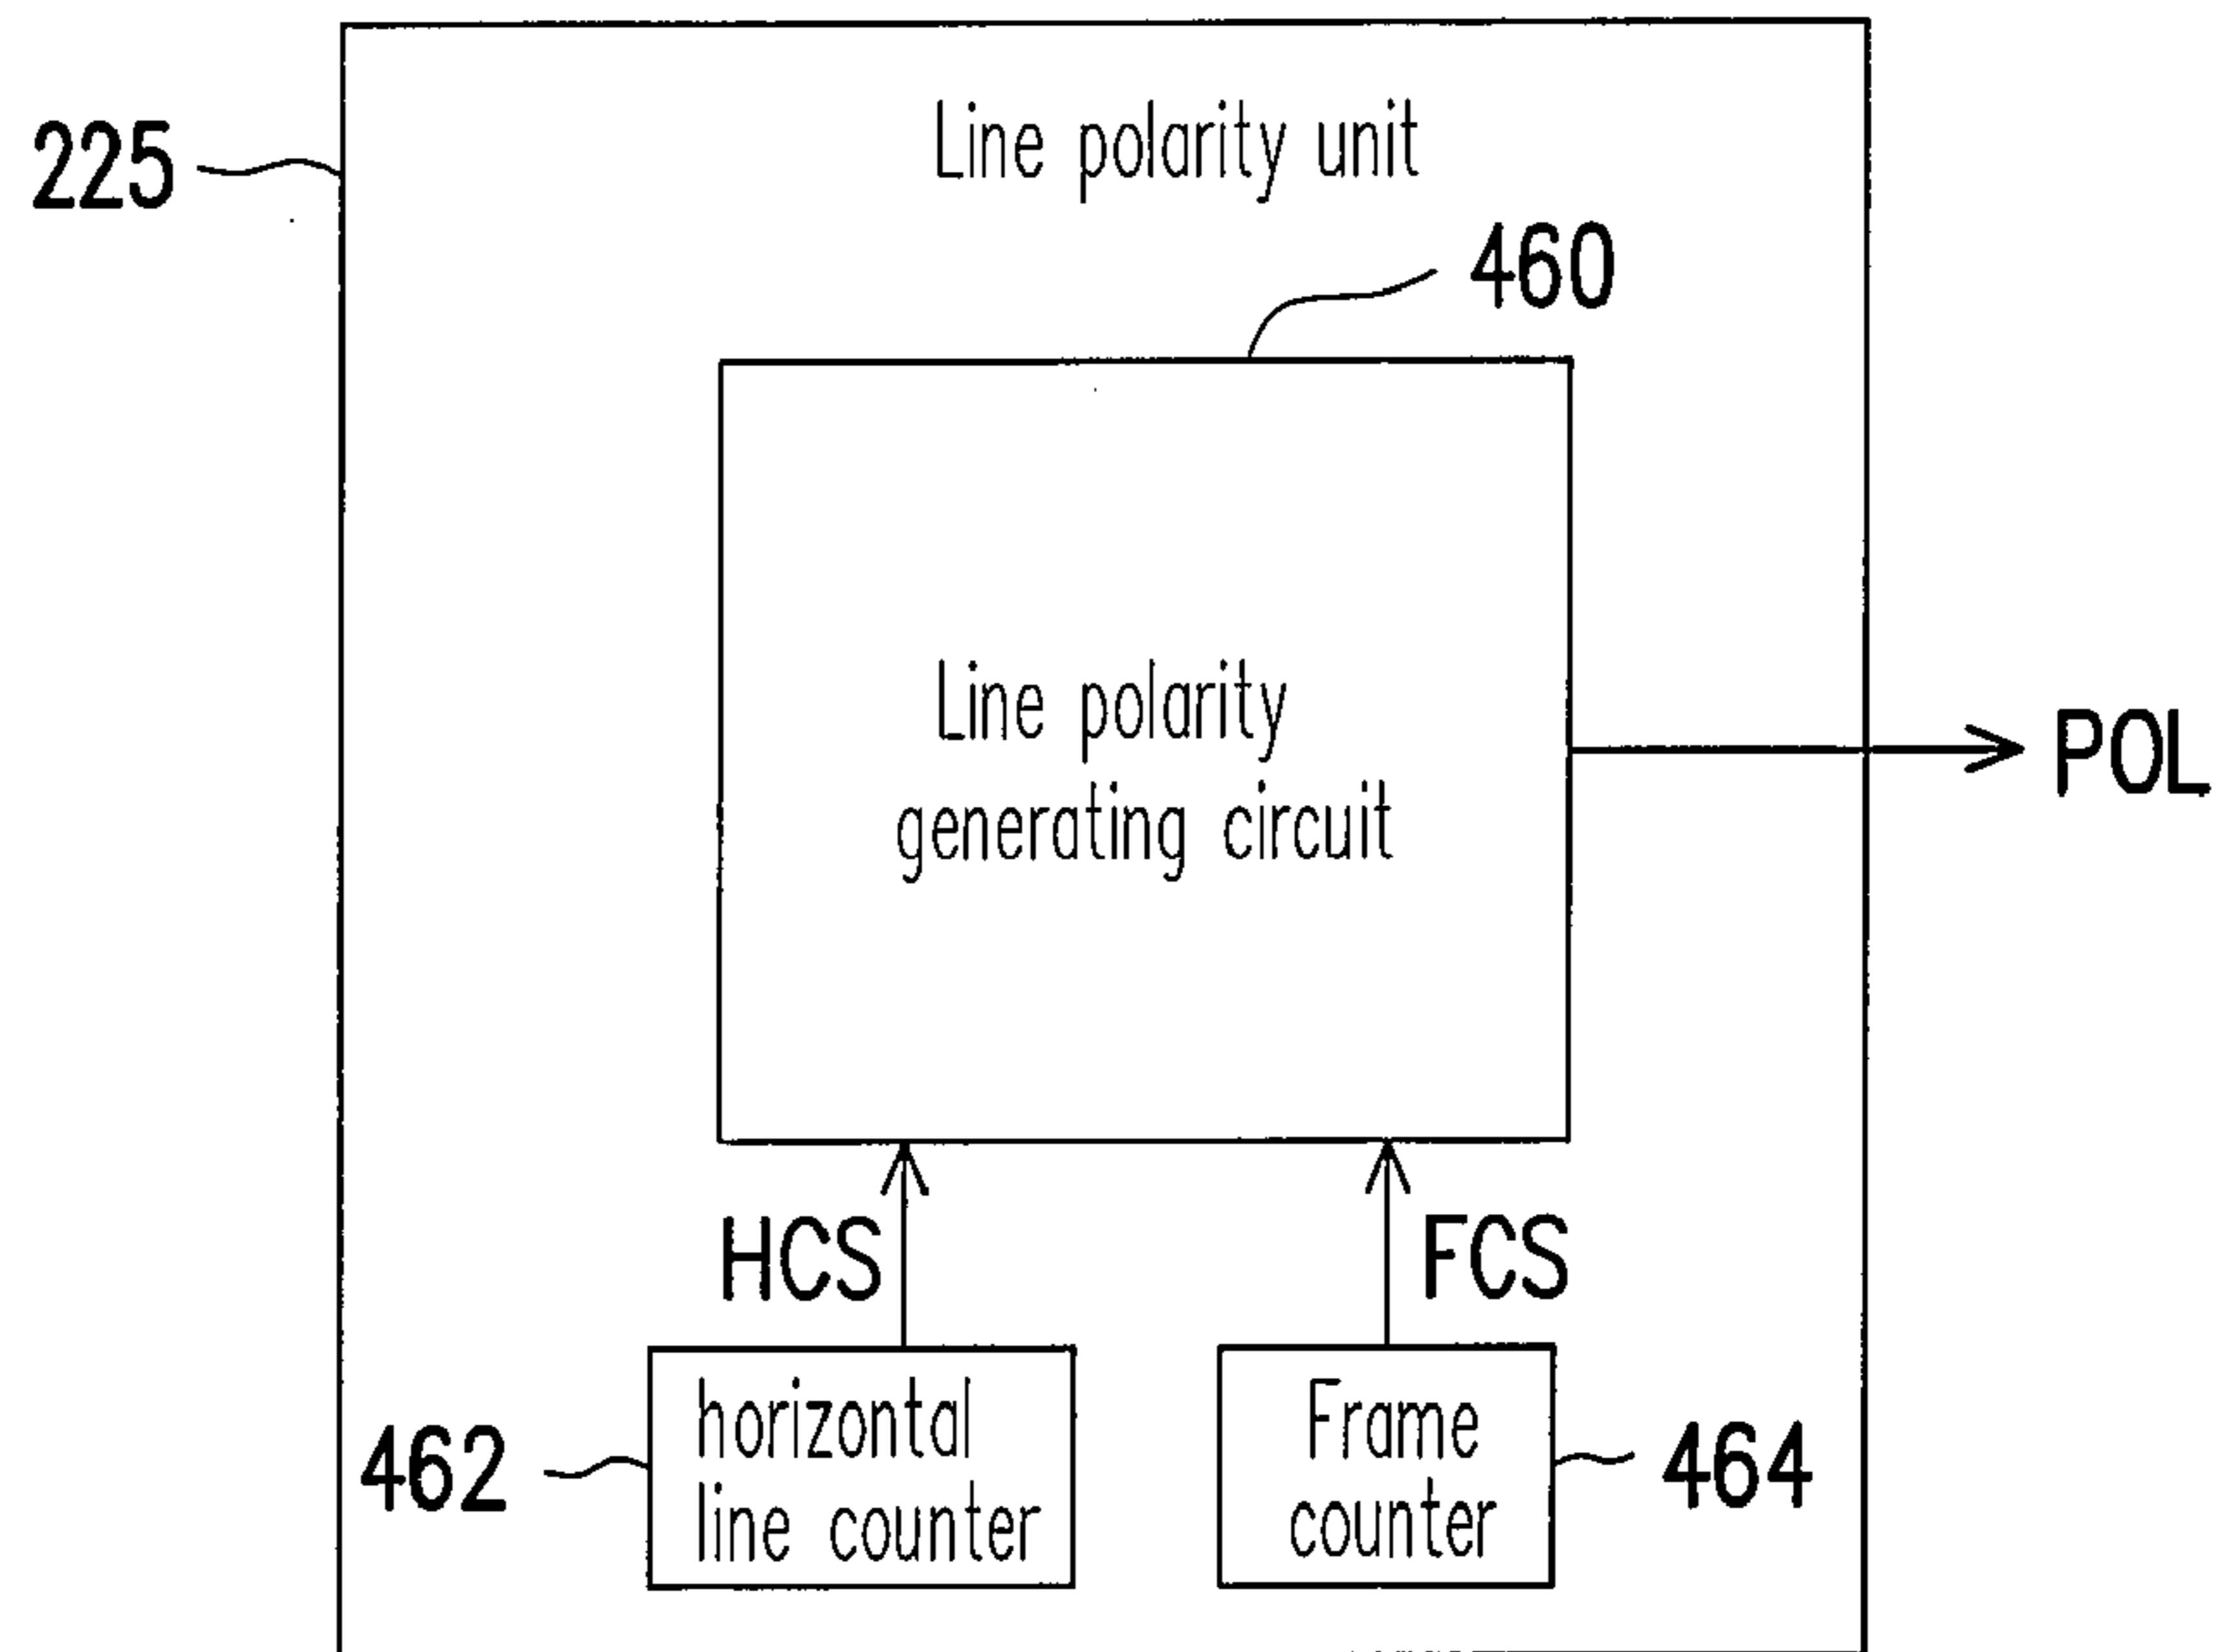 225
Line polarity unit
460
Line polarity
generating circuit
POL
HCS
FCS
462
horizontal
line counter
Frame
counter
464